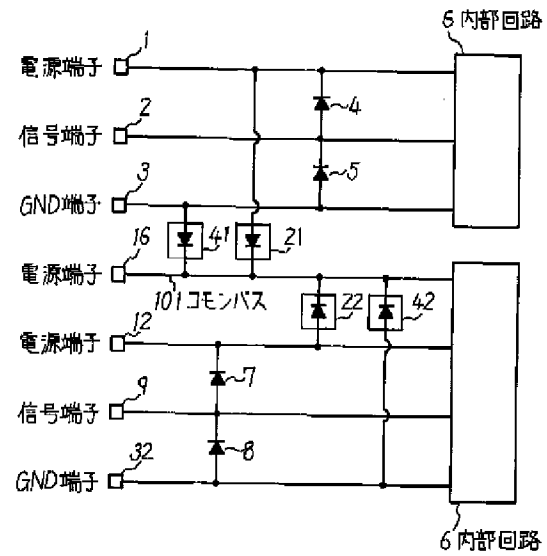 6 内部回路
1
電源端子
2
4
信号端子
3
5
GND端子
41
21
16
電源端子
101 コモンバス
22
42
12
電源端子
7
9
信号端子
8
32
GND端子
6 内部回路